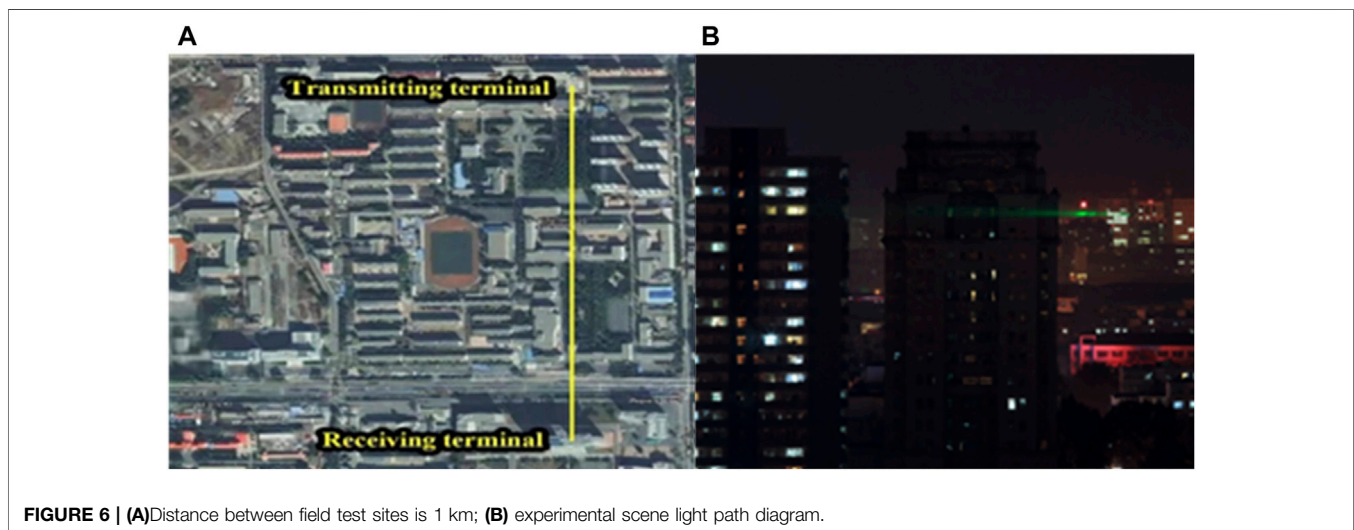 A
B
Transmitting terminal
Receiving terminal
FIGURE 6 | (A)Distance between field test sites is 1 km; (B) experimental scene light path diagram.